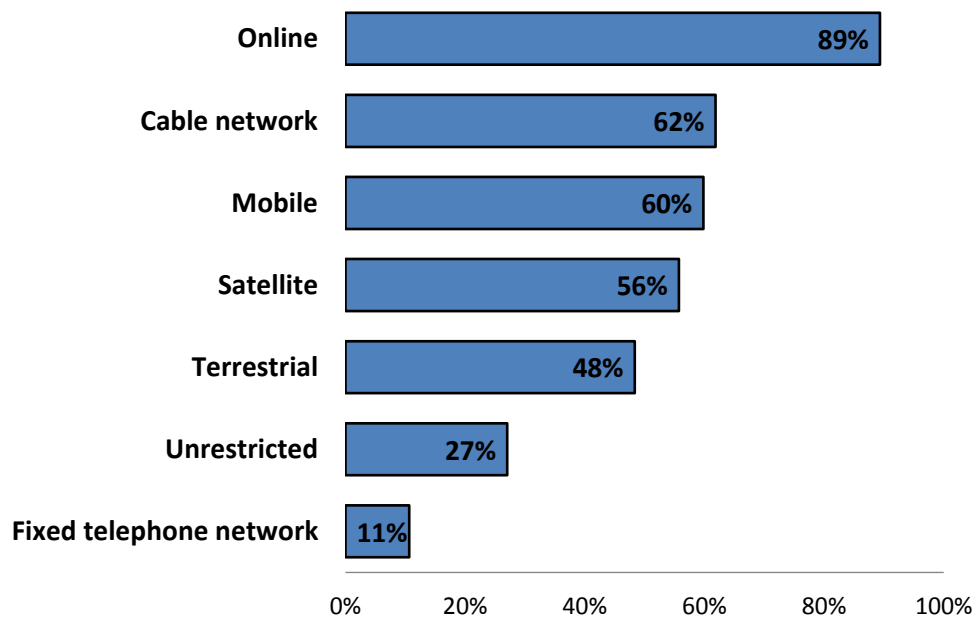 Online 89%
Cable network 62%
Mobile 60%
Satellite 56%
Terrestrial 48%
Unrestricted 27%
Fixed telephone network 11%
0% 20% 40% 60% 80% 100%